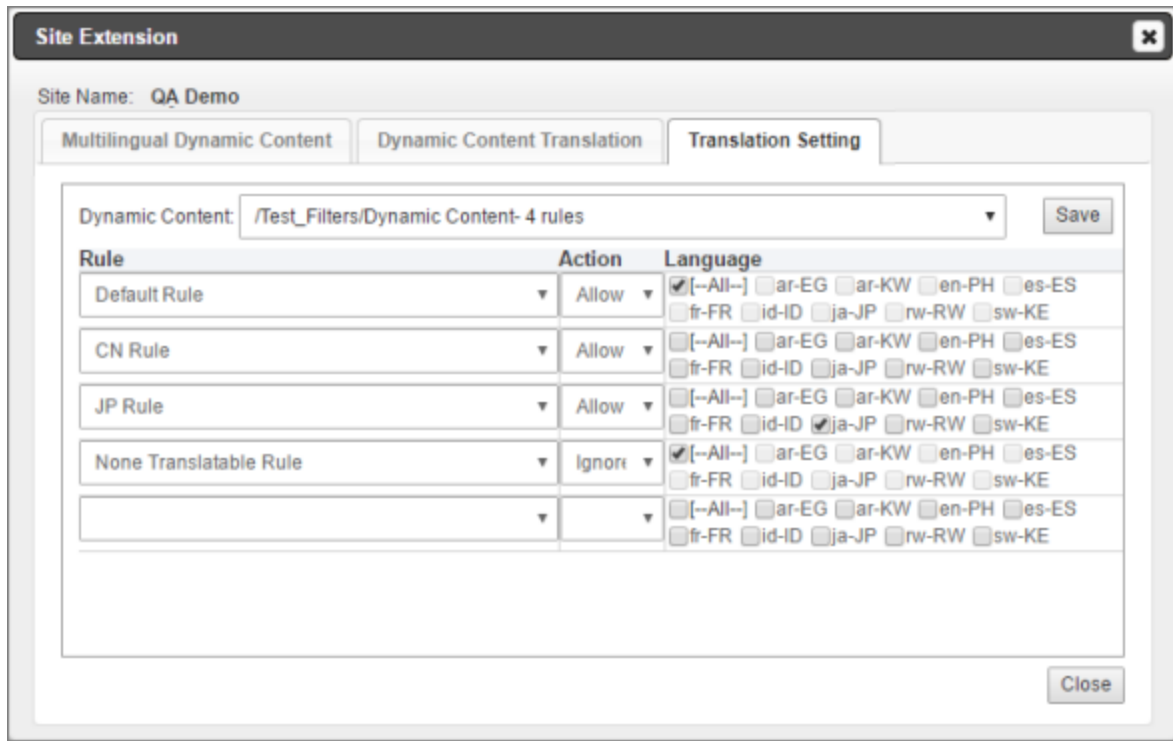 Site Extension
Site Name: QA Demo
Multilingual Dynamic Content Dynamic Content Translation Translation Setting
Dynamic Content: /Test_Filters/Dynamic Content- 4 rules Save
Rule Action Language
Default Rule Allow [--All--] ar-EG ar-KW en-PH es-ES
fr-FR id-ID ja-JP rw-RW sw-KE
CN Rule Allow [--All--] ar-EG ar-KW en-PH es-ES
fr-FR id-ID ja-JP rw-RW sw-KE
JP Rule Allow [--All--] ar-EG ar-KW en-PH es-ES
fr-FR id-ID ja-JP rw-RW sw-KE
None Translatable Rule Ignore [--All--] ar-EG ar-KW en-PH es-ES
fr-FR id-ID ja-JP rw-RW sw-KE
[--All--] ar-EG ar-KW en-PH es-ES
fr-FR id-ID ja-JP rw-RW sw-KE
Close